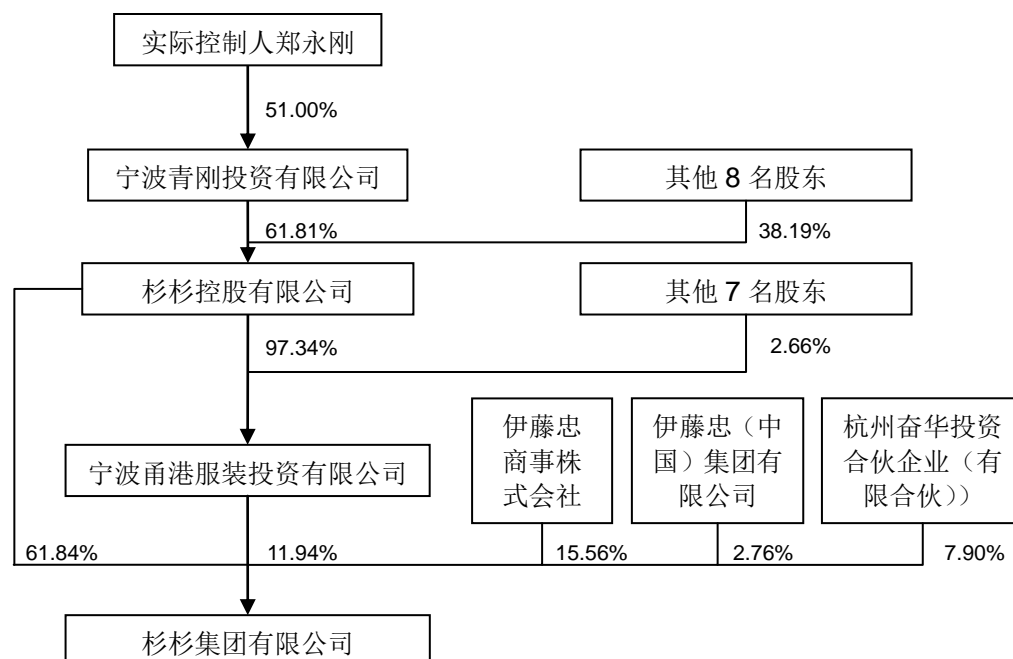 实际控制人郑永刚
51.00%
宁波青刚投资有限公司
其他 8 名股东
61.81%
38.19%
杉杉控股有限公司
其他 7 名股东
97.34%
2.66%
伊藤忠
商事株
式会社
伊藤忠（中
国）集团有
限公司
杭州奋华投资
合伙企业（有
限合伙））
宁波甬港服装投资有限公司
61.84%
11.94%
15.56%
2.76%
7.90%
杉杉集团有限公司